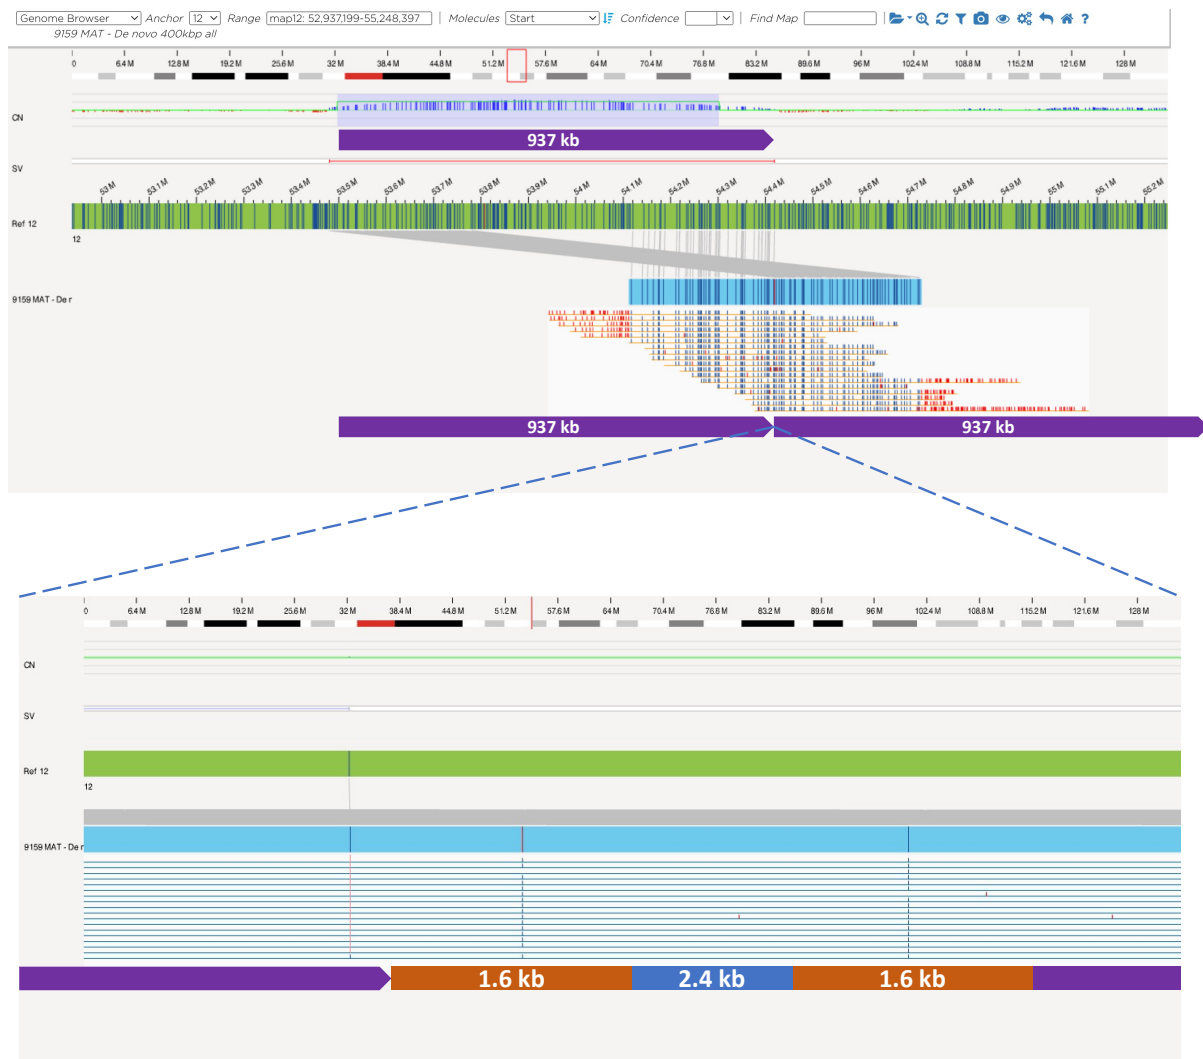 Genome Browser Anchor 12 Range map12: 52,937,199-55,248,397 | Molecules Start Confidence | Find Map | ?
9159 MAT - De novo 400kbp all
0 6.4 M 12.8 M 19.2 M 25.6 M 32 M 38.4 M 44.8 M 51.2 M 57.6 M 64 M 70.4 M 76.8 M 83.2 M 89.6 M 96 M 102.4 M 108.8 M 115.2 M 121.6 M 128 M
CN
937 kb
SV
53 M 53.1 M 53.2 M 53.3 M 53.4 M 53.5 M 53.6 M 53.7 M 53.8 M 53.9 M 54 M 54.1 M 54.2 M 54.3 M 54.4 M 54.5 M 54.6 M 54.7 M 54.8 M 54.9 M 55 M 55.1 M 55.2 M
Ref 12
12
9159 MAT - De r
937 kb 937 kb
0 6.4 M 12.8 M 19.2 M 25.6 M 32 M 38.4 M 44.8 M 51.2 M 57.6 M 64 M 70.4 M 76.8 M 83.2 M 89.6 M 96 M 102.4 M 108.8 M 115.2 M 121.6 M 128 M
CN
SV
Ref 12
12
9159 MAT - De r
1.6 kb 2.4 kb 1.6 kb